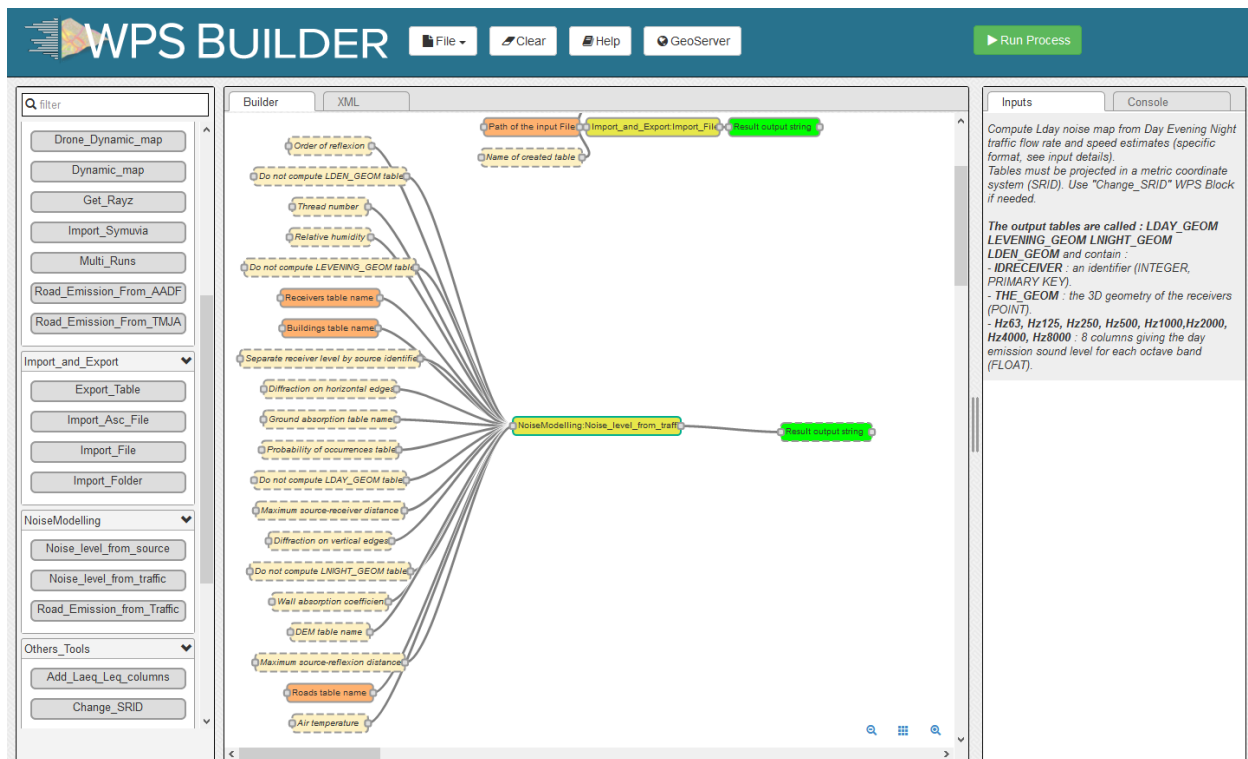 WPS BUILDER
File
Clear
Help
GeoServer
Run Process
filter
Drone_Dynamic_map
Dynamic_map
Get_Rayz
Import_Symuvia
Multi_Runs
Road_Emission_From_AADF
Road_Emission_From_TMJA
Import_and_Export
Export_Table
Import_Asc_File
Import_File
Import_Folder
NoiseModelling
Noise_level_from_source
Noise_level_from_traffic
Road_Emission_from_Traffic
Others_Tools
Add_Laeq_Leq_columns
Change_SRID
Builder
XML
Path of the input File
Import_and_Export:Import_File
Result output string
Name of created table
Order of reflexion
Do not compute LDEN_GEOM table
Thread number
Relative humidity
Do not compute LEVENING_GEOM table
Receivers table name
Buildings table name
Separate receiver level by source identifie
Diffraction on horizontal edges
Ground absorption table name
Probability of occurrences table
Do not compute LDAY_GEOM table
Maximum source-receiver distance
Diffraction on vertical edges
Do not compute LNIGHT_GEOM table
Wall absorption coefficient
DEM table name
Maximum source-reflexion distance
Roads table name
Air temperature
NoiseModelling:Noise_level_from_traff
Result output string
Inputs
Console
Compute Lday noise map from Day Evening Night
traffic flow rate and speed estimates (specific
format, see input details).
Tables must be projected in a metric coordinate
system (SRID). Use "Change_SRID" WPS Block
if needed.
The output tables are called : LDAY_GEOM
LEVENING_GEOM LNIGHT_GEOM
LDEN_GEOM and contain :
- IDRECEIVER : an identifier (INTEGER,
PRIMARY KEY).
- THE_GEOM : the 3D geometry of the receivers
(POINT).
- Hz63, Hz125, Hz250, Hz500, Hz1000,Hz2000,
Hz4000, Hz8000 : 8 columns giving the day
emission sound level for each octave band
(FLOAT).